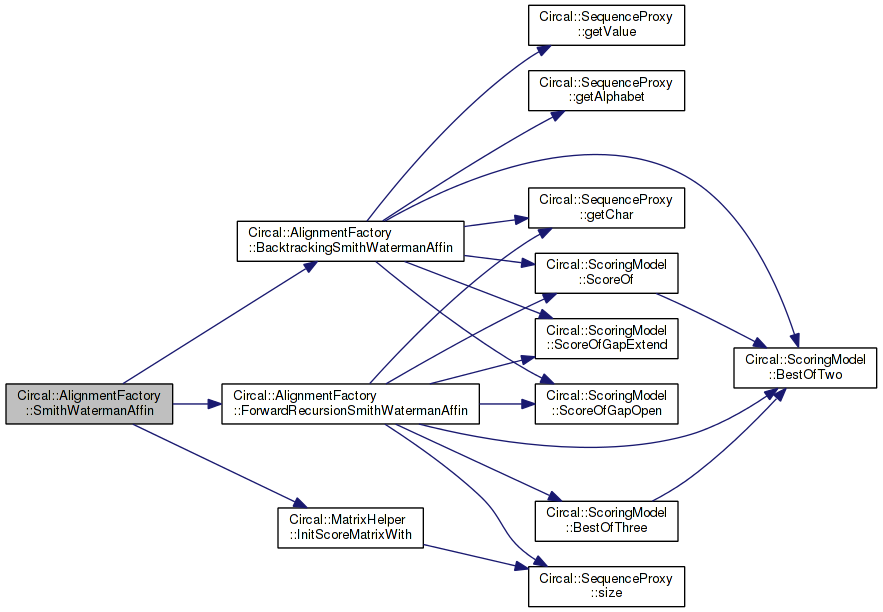 Circal::AlignmentFactory
::SmithWatermanAffin
Circal::AlignmentFactory
::BacktrackingSmithWatermanAffin
Circal::AlignmentFactory
::ForwardRecursionSmithWatermanAffin
Circal::MatrixHelper
::InitScoreMatrixWith
Circal::SequenceProxy
::getValue
Circal::SequenceProxy
::getAlphabet
Circal::SequenceProxy
::getChar
Circal::ScoringModel
::ScoreOf
Circal::ScoringModel
::ScoreOfGapExtend
Circal::ScoringModel
::ScoreOfGapOpen
Circal::ScoringModel
::BestOfThree
Circal::SequenceProxy
::size
Circal::ScoringModel
::BestOfTwo